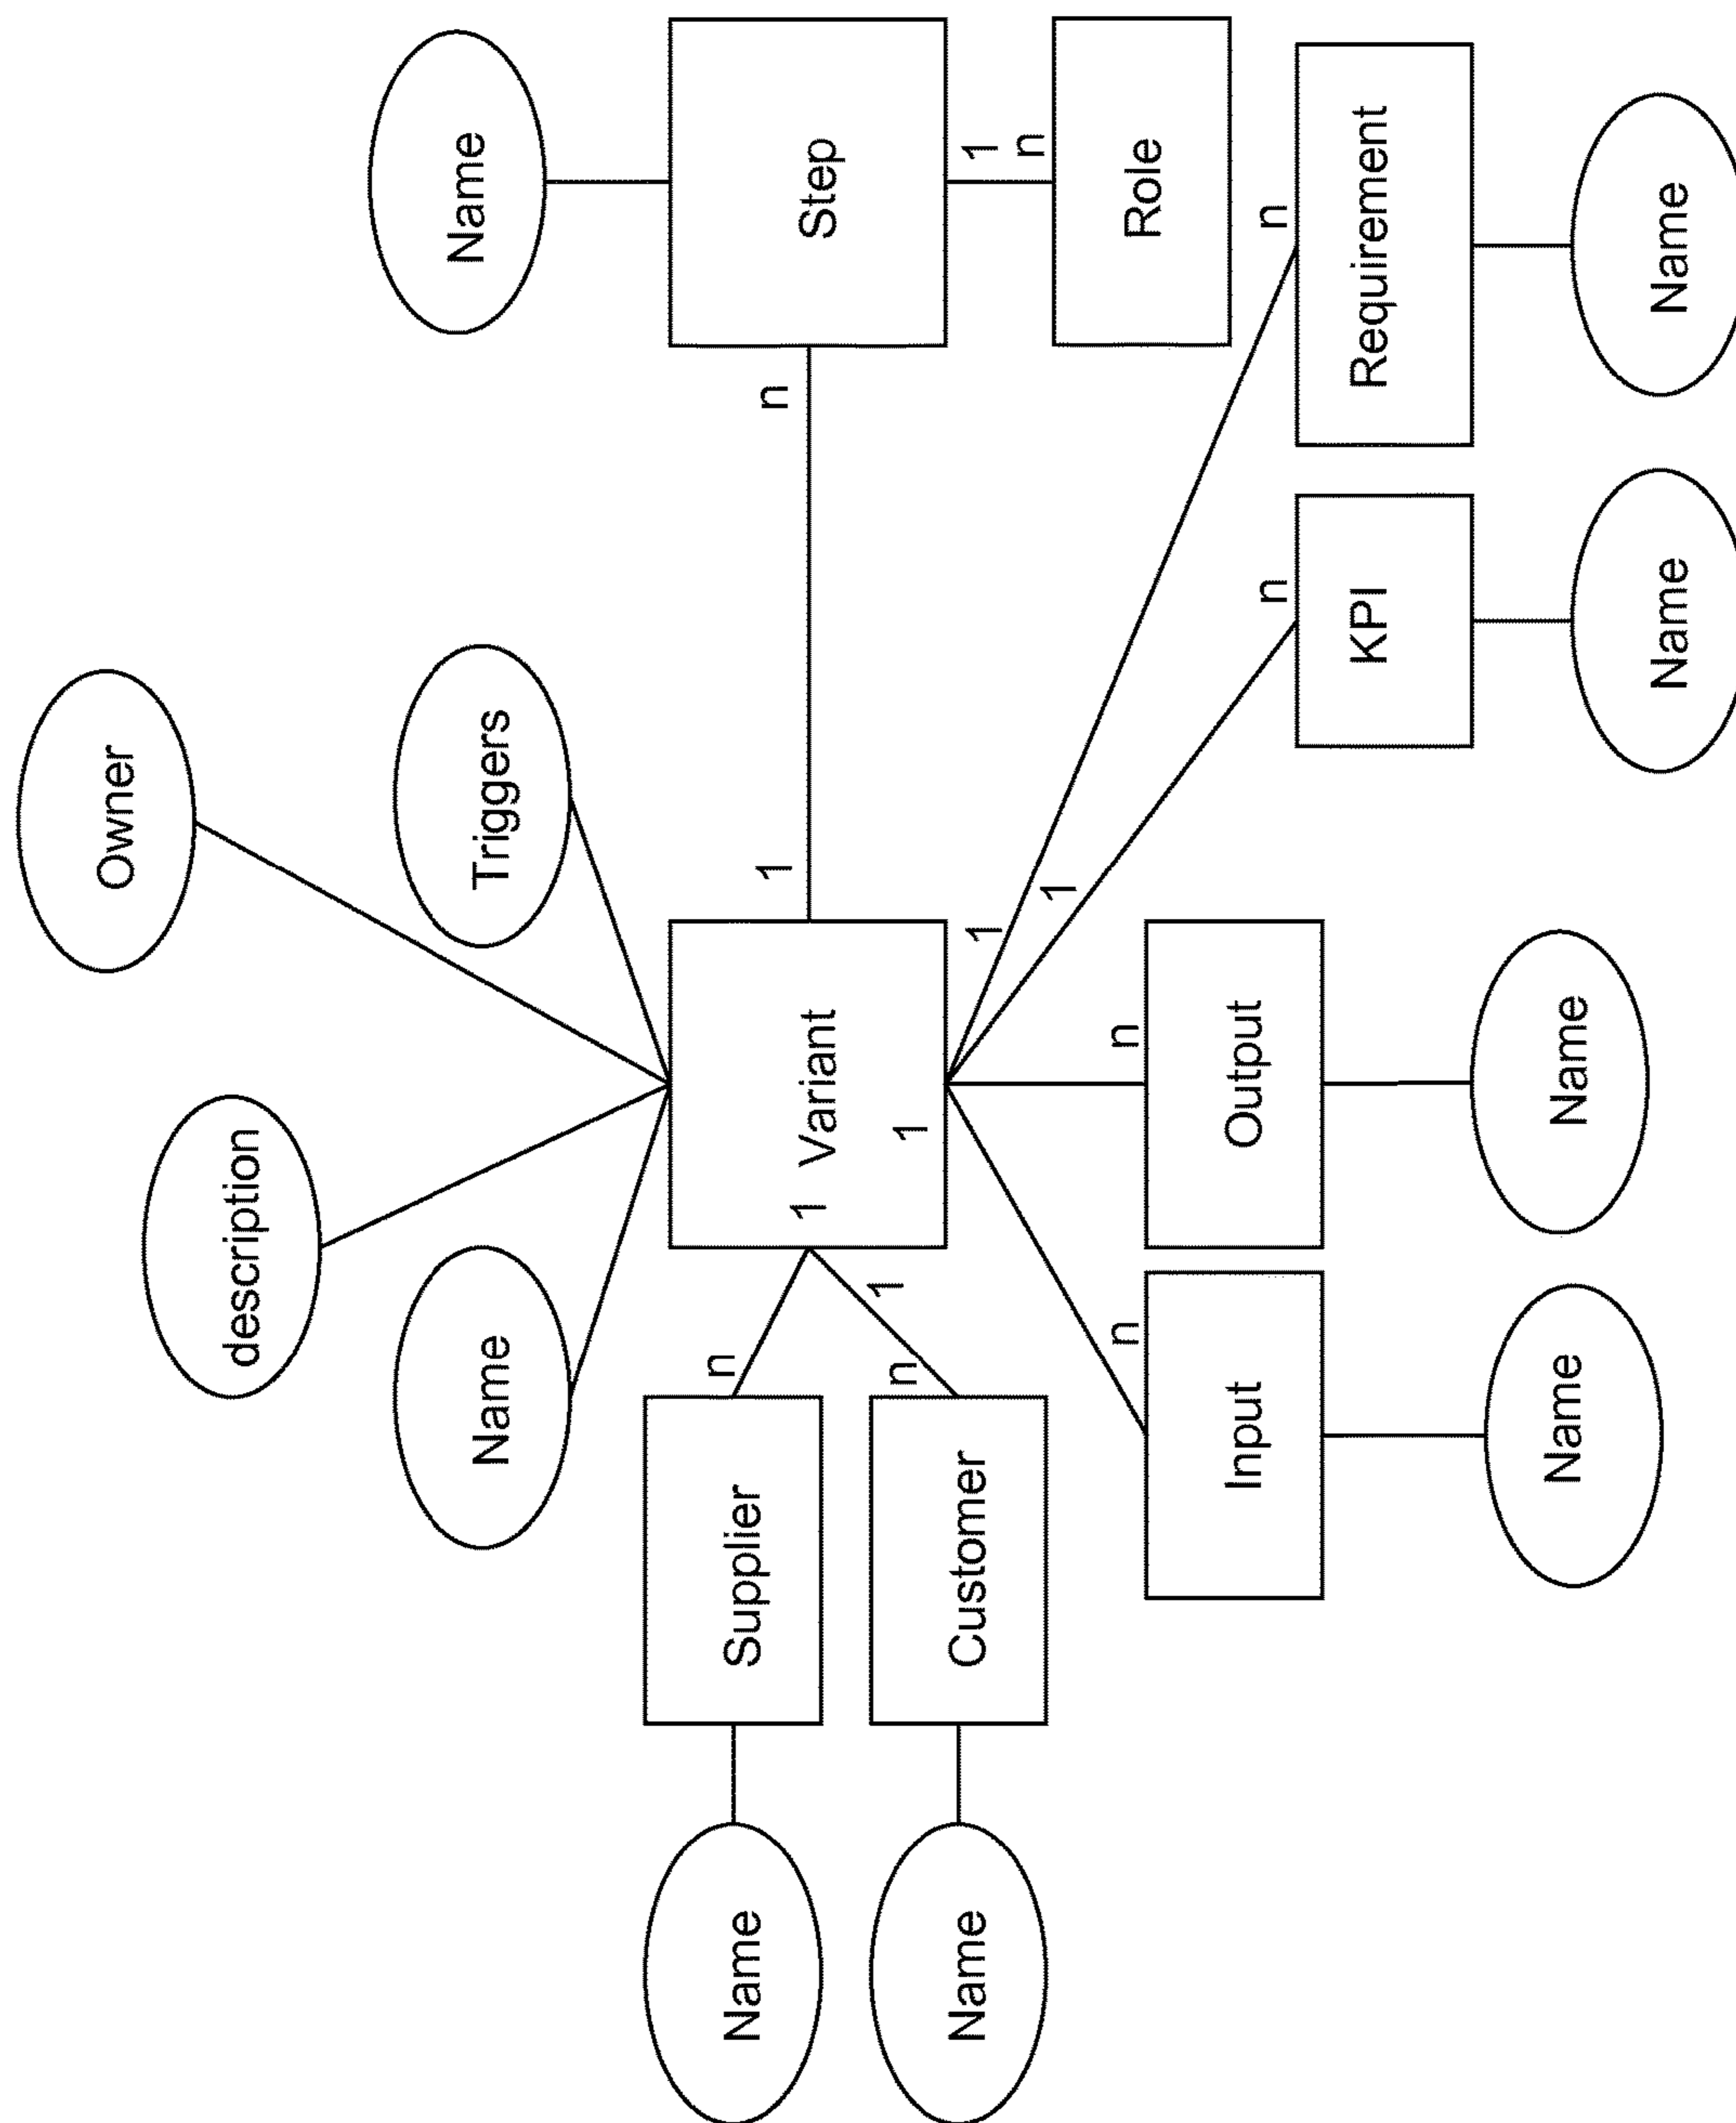 Owner
description
Name
Triggers
Name
n
1
n
Name
Supplier
1
Variant
Step
n
1
1
Name
Customer
1
1
1
n
n
n
Role
Input
Output
n
n
KPI
Requirement
Name
Name
Name
Name